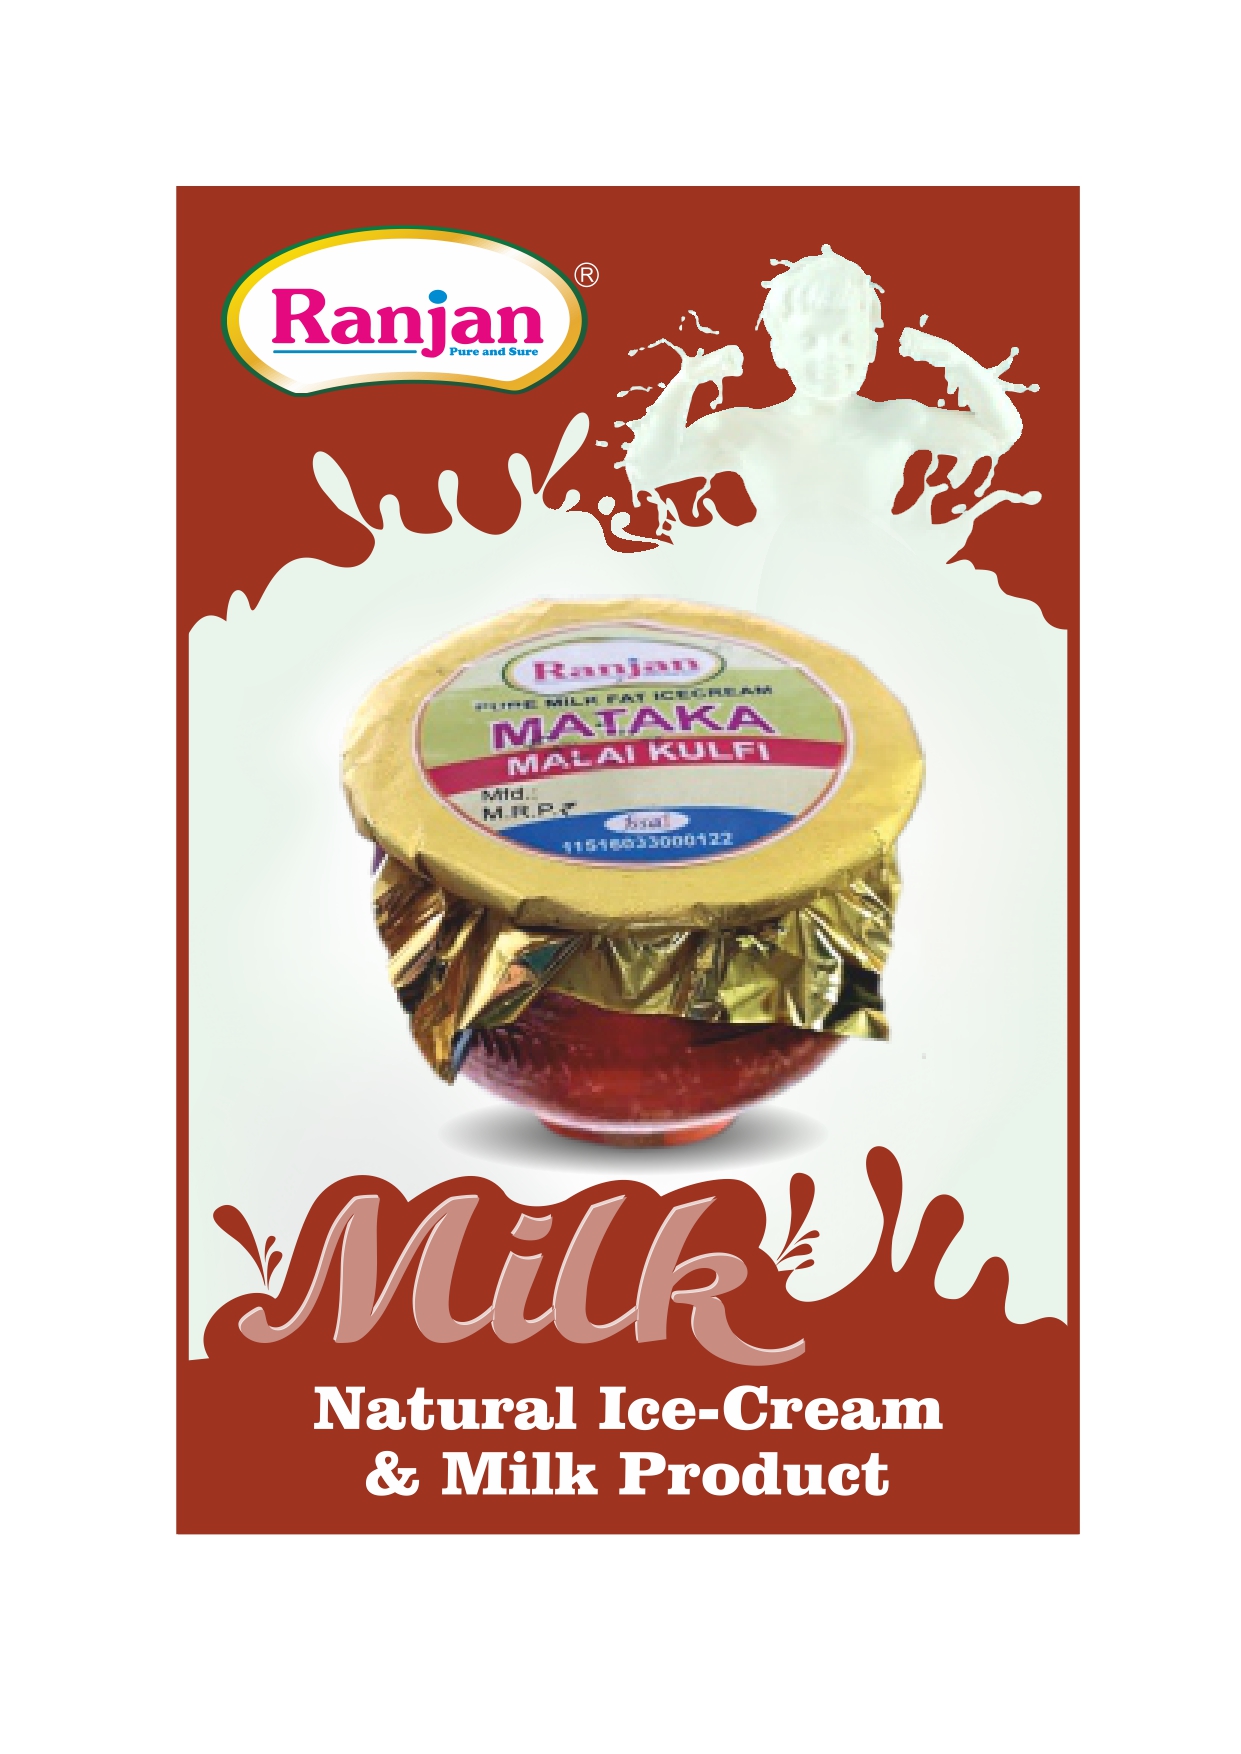 Ranjan
®
Pure and Sure
Ranjan
PURE MILK FAT ICECREAM
MATAKA
MALAI KULFI
Mfd.:
M.R.P.₹
fssai
11516033000122
Milk
Natural Ice-Cream
& Milk Product